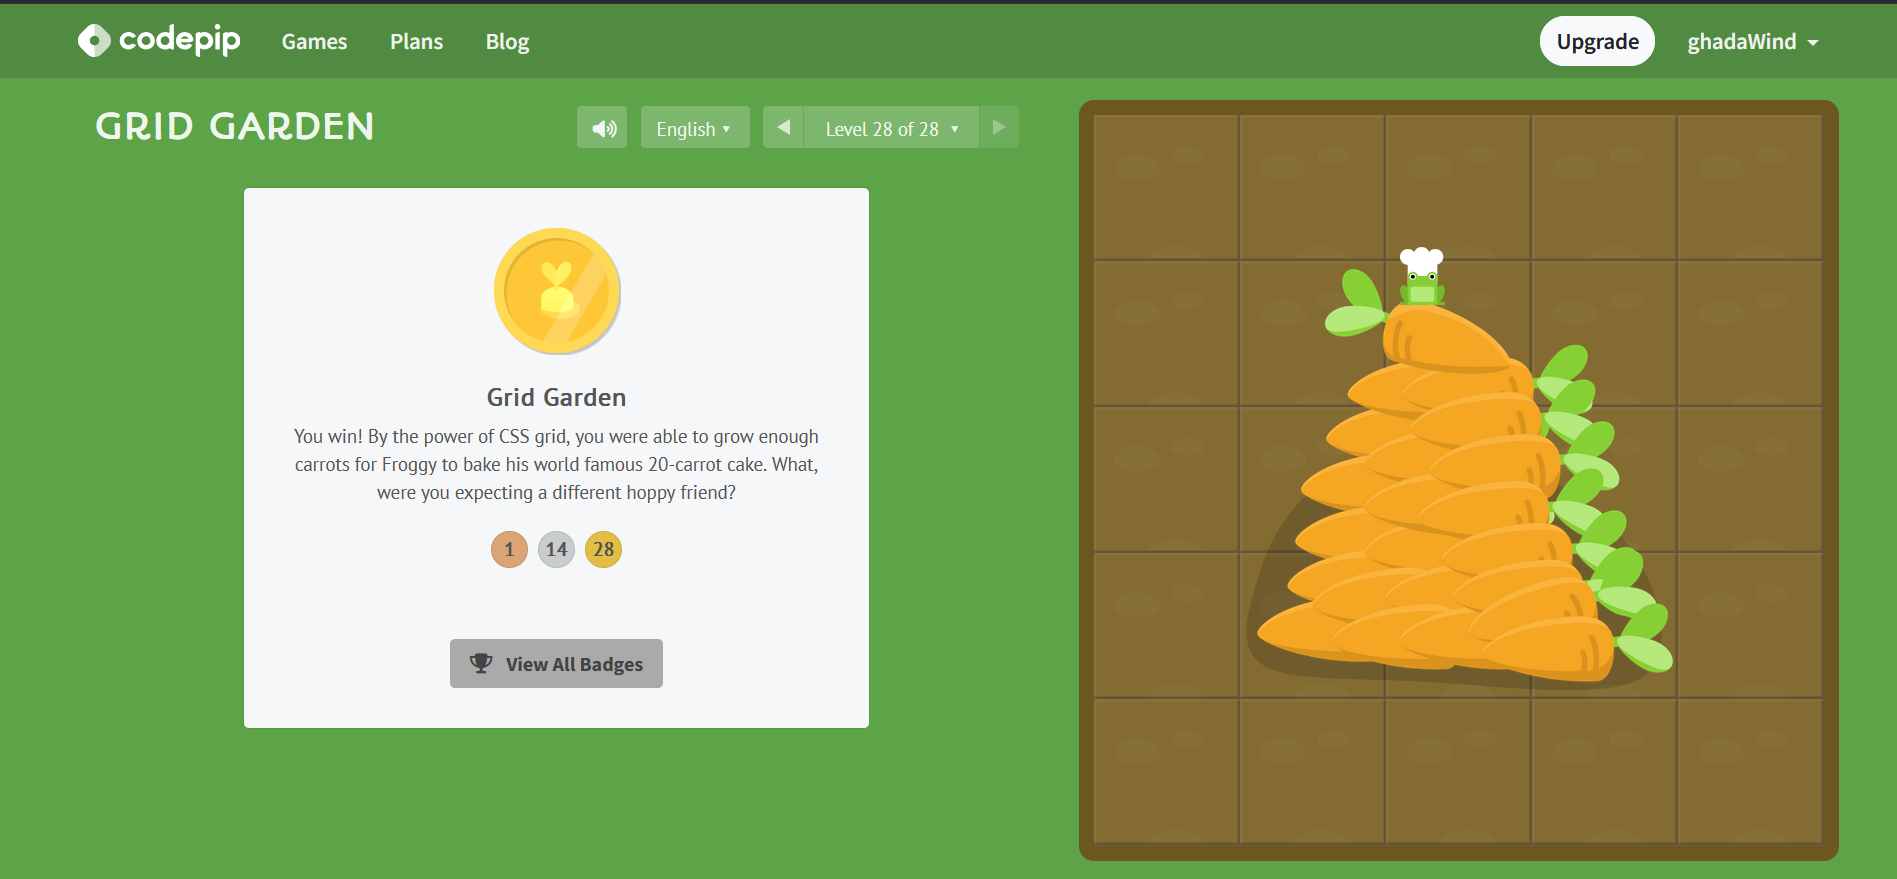 codepip
Games
Plans
Blog
Upgrade
ghadaWind
GRID GARDEN
English
Level 28 of 28
Grid Garden
You win! By the power of CSS grid, you were able to grow enough
carrots for Froggy to bake his world famous 20-carrot cake. What,
were you expecting a different hoppy friend?
1
14
28
View All Badges